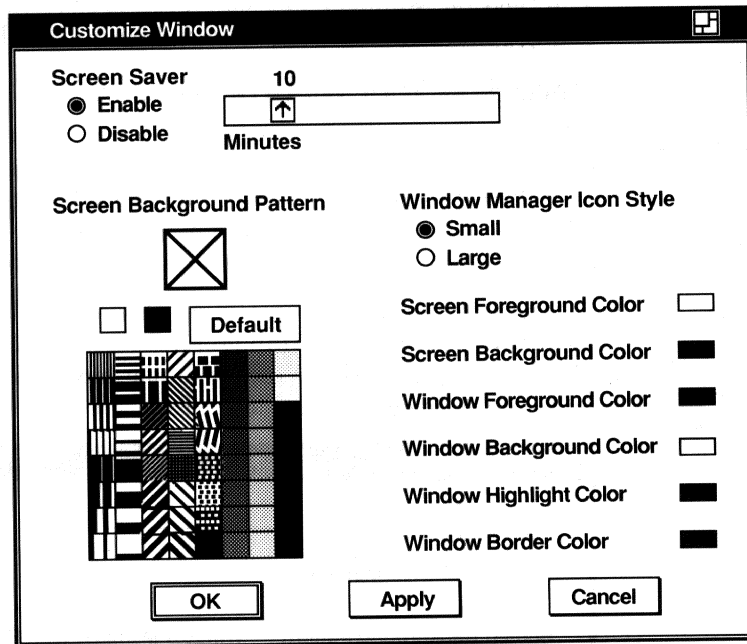 Customize Window
Screen Saver
10
Enable
Disable
Minutes
Screen Background Pattern
Window Manager Icon Style
Small
Large
Default
Screen Foreground Color
Screen Background Color
Window Foreground Color
Window Background Color
Window Highlight Color
Window Border Color
OK
Apply
Cancel